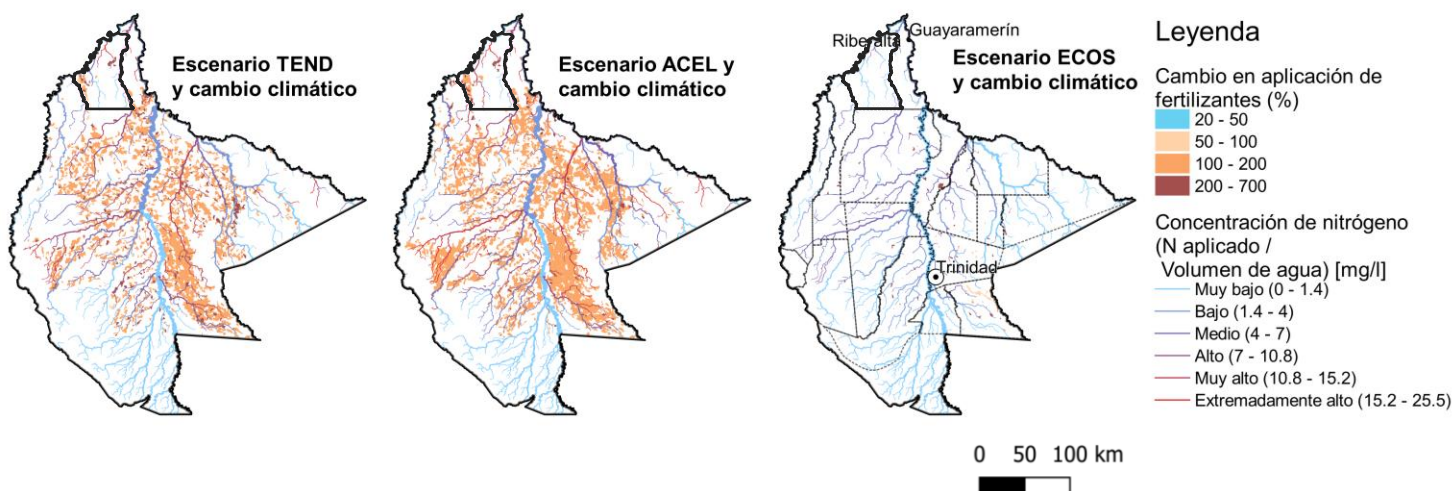 Escenario TEND
y cambio climático
Escenario ACEL y
cambio climático
Guayaramerín
Riberalta
Escenario ECOS
y cambio climático
Trinidad
Leyenda
Cambio en aplicación de
fertilizantes (%)
20 - 50
50 - 100
100 - 200
200 - 700
Concentración de nitrógeno
(N aplicado /
Volumen de agua) [mg/l]
Muy bajo (0 - 1.4)
Bajo (1.4 - 4)
Medio (4 - 7)
Alto (7 - 10.8)
Muy alto (10.8 - 15.2)
Extremadamente alto (15.2 - 25.5)
0 50 100 km